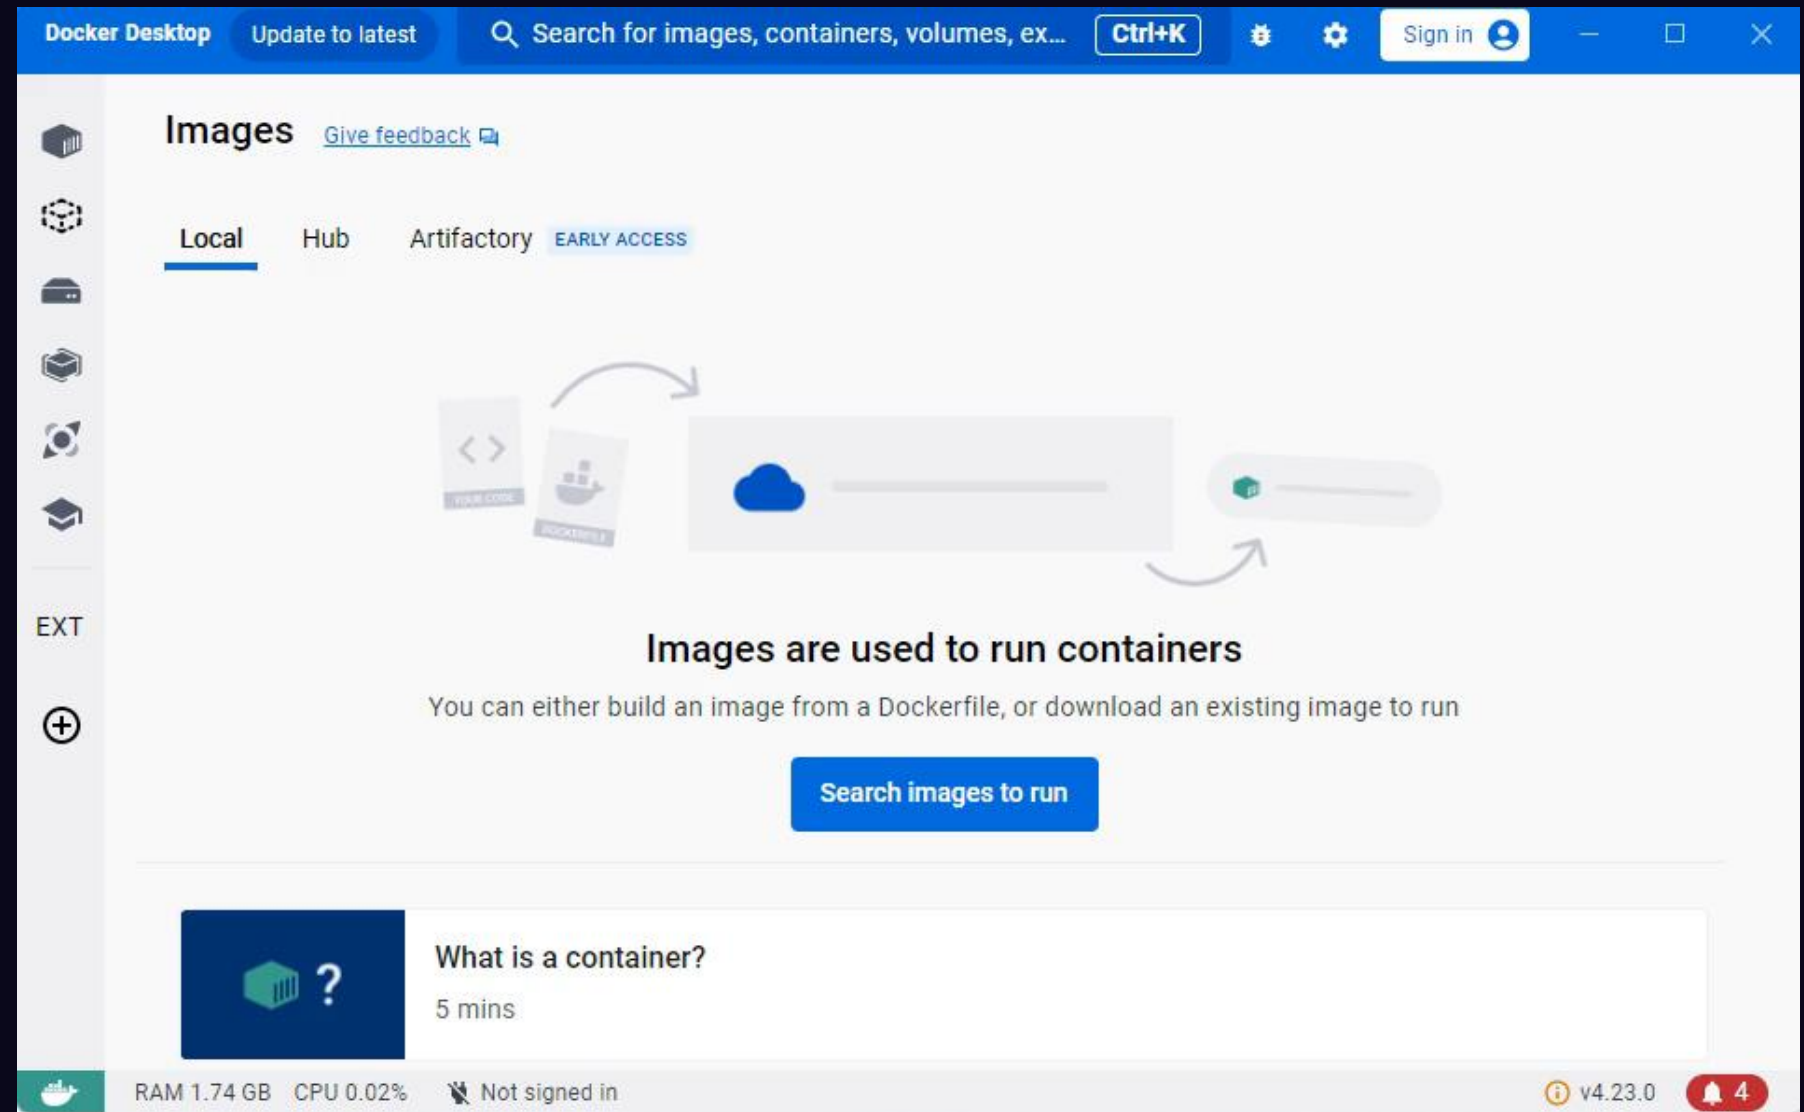 Docker Desktop Update to latest Search for images, containers, volumes, ex... Ctrl+K Sign in
Images Give feedback
Local Hub Artifactory EARLY ACCESS
YOUR CODE
DOCKERFILE
Images are used to run containers
You can either build an image from a Dockerfile, or download an existing image to run
Search images to run
EXT
What is a container?
5 mins
RAM 1.74 GB CPU 0.02% Not signed in v4.23.0 4